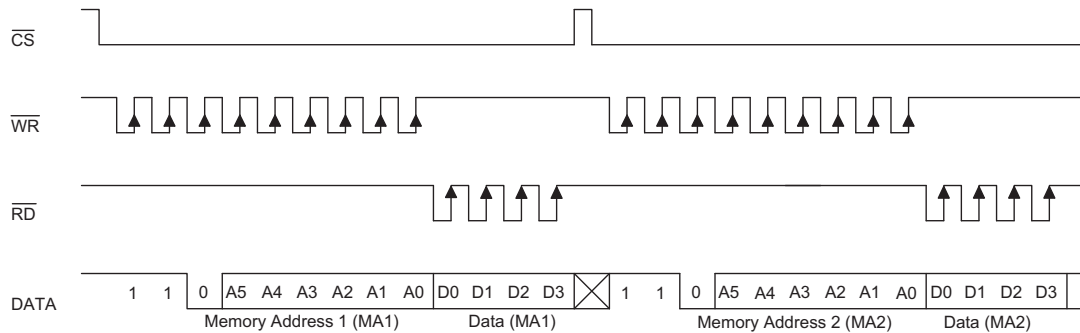 CS
WR
RD
DATA 1 1 0 A5 A4 A3 A2 A1 A0 D0 D1 D2 D3 1 1 0 A5 A4 A3 A2 A1 A0 D0 D1 D2 D3
Memory Address 1 (MA1) Data (MA1) Memory Address 2 (MA2) Data (MA2)